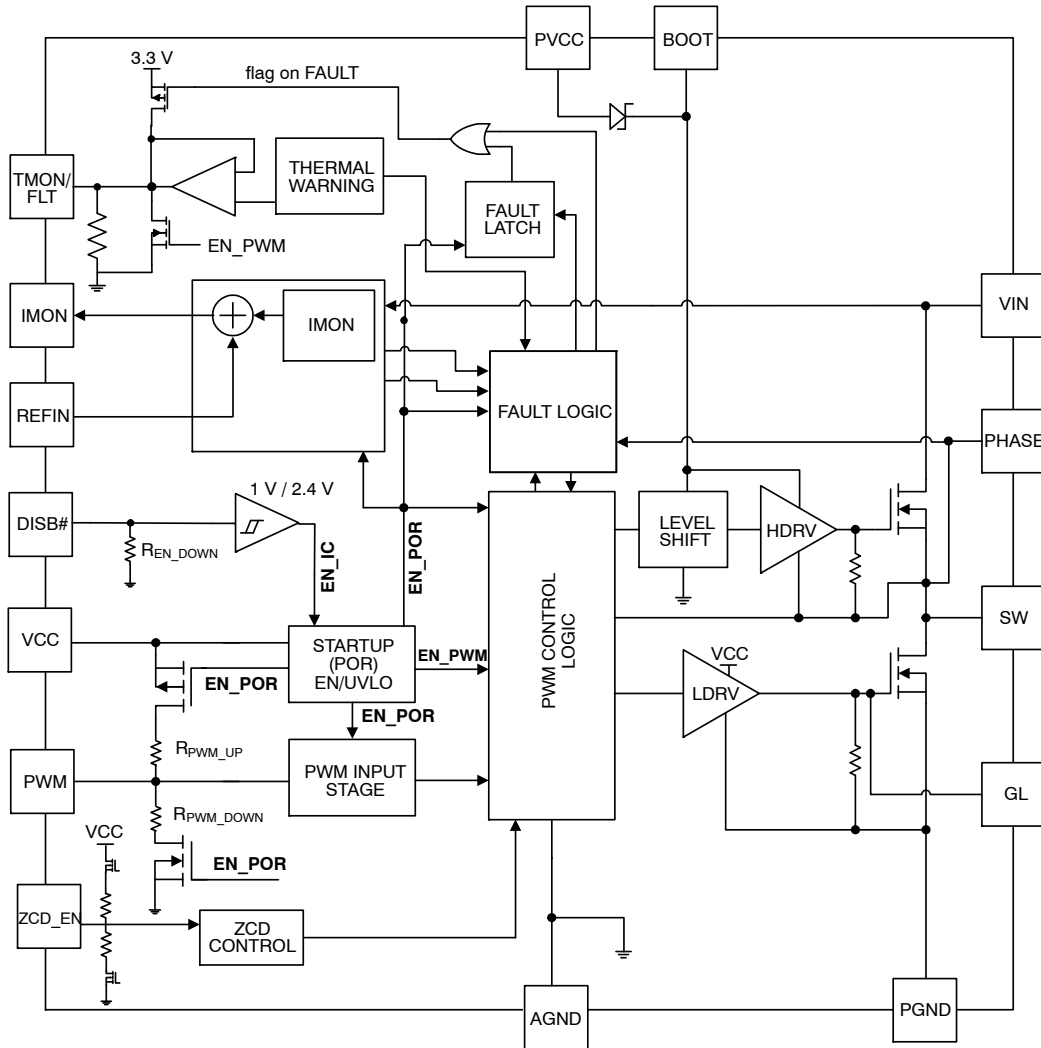 PVCC
BOOT
3.3 V
flag on FAULT
TMON/
FLT
THERMAL
WARNING
FAULT
LATCH
EN_PWM
IMON
IMON
VIN
REFIN
FAULT LOGIC
PHASE
1 V / 2.4 V
DISB#
R_EN_DOWN
EN_IC
EN_POR
LEVEL
SHIFT
HDRV
VCC
STARTUP
(POR)
EN/UVLO
EN_PWM
PWM CONTROL
LOGIC
SW
EN_POR
EN_POR
VCC
LDRV
R_PWM_UP
PWM
PWM INPUT
STAGE
GL
R_PWM_DOWN
VCC
EN_POR
ZCD_EN
ZCD
CONTROL
AGND
PGND